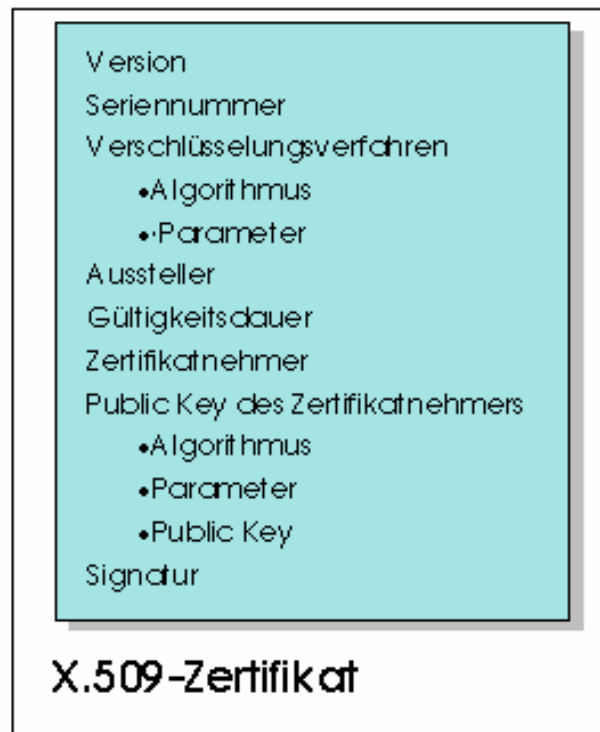 Version
Seriennummer
Verschlüsselungsverfahren
•Algorithmus
•·Parameter
Aussteller
Gültigkeitsdauer
Zertifikatnehmer
Public Key des Zertifikatnehmers
•Algorithmus
•Parameter
•Public Key
Signatur
X.509-Zertifikat